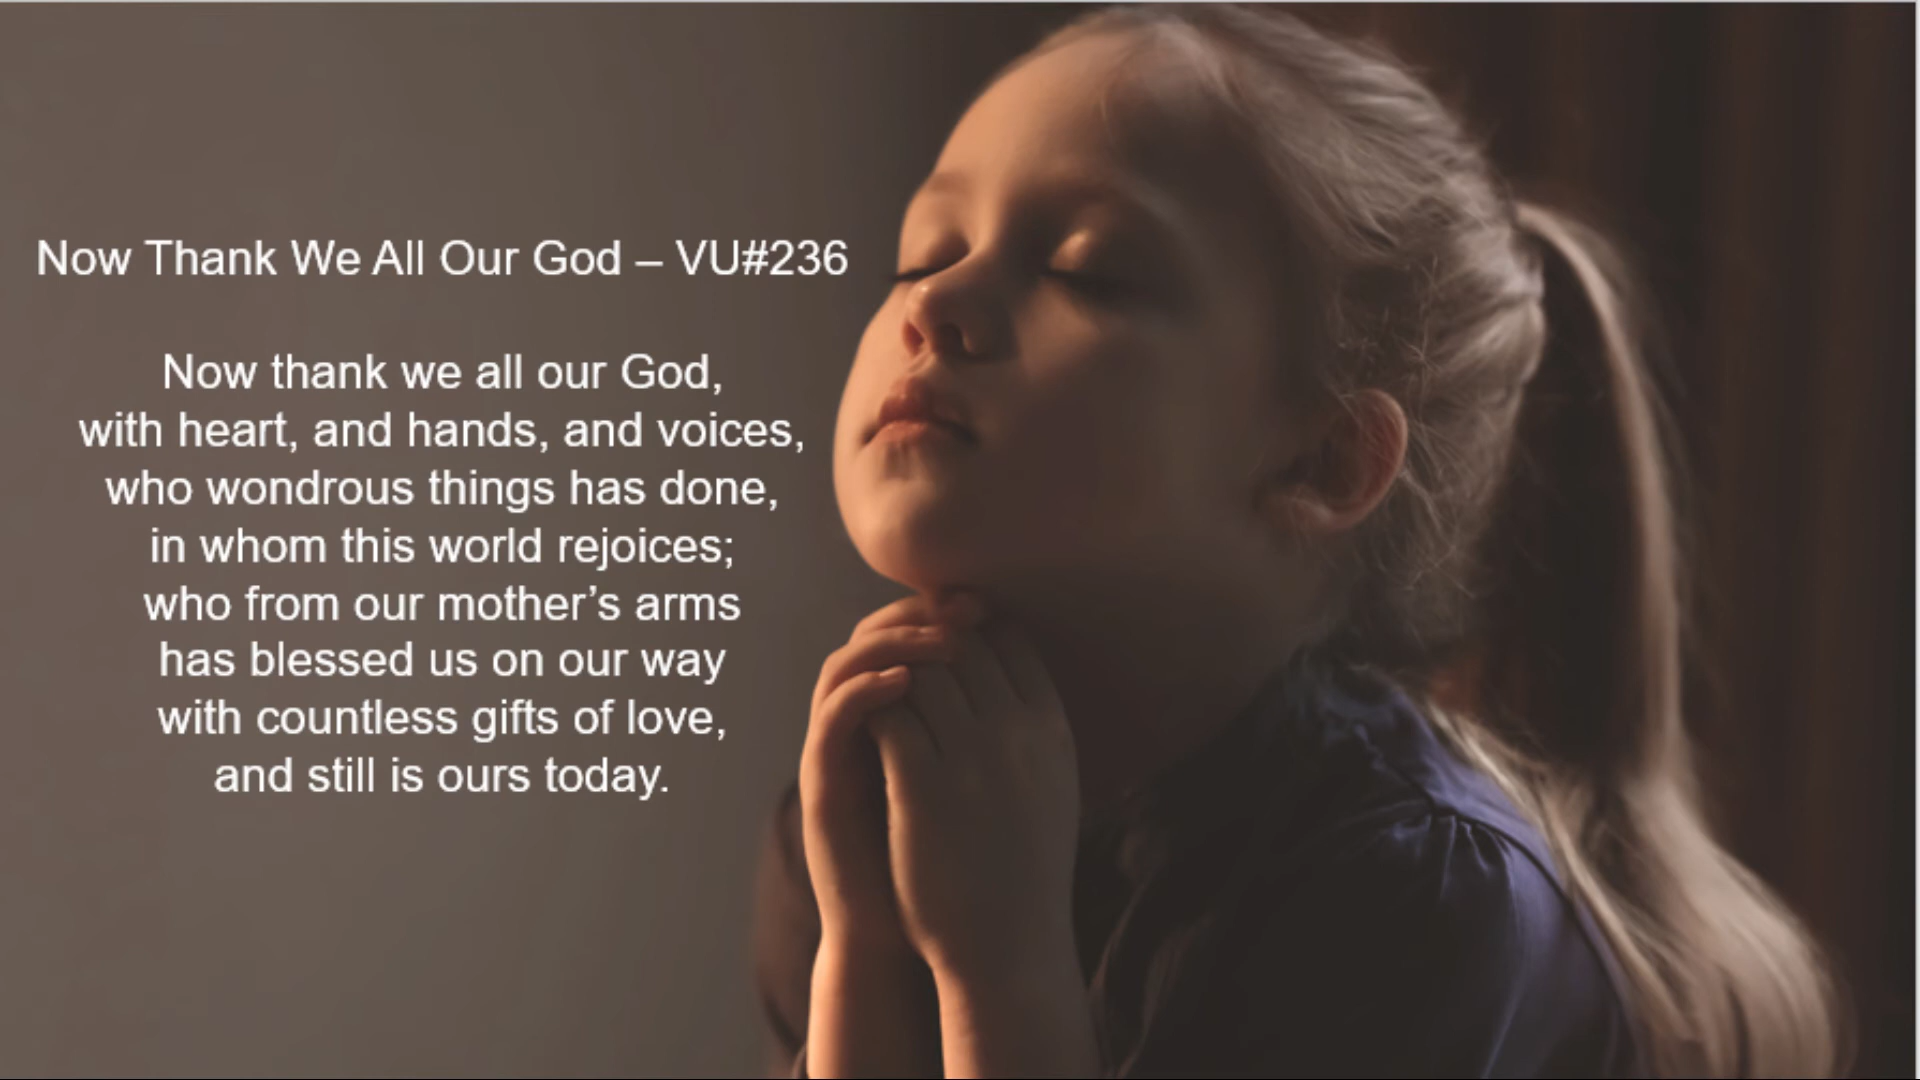 Now Thank We All Our God – VU#236
Now thank we all our God,
with heart, and hands, and voices,
who wondrous things has done,
in whom this world rejoices;
who from our mother’s arms
has blessed us on our way
with countless gifts of love,
and still is ours today.